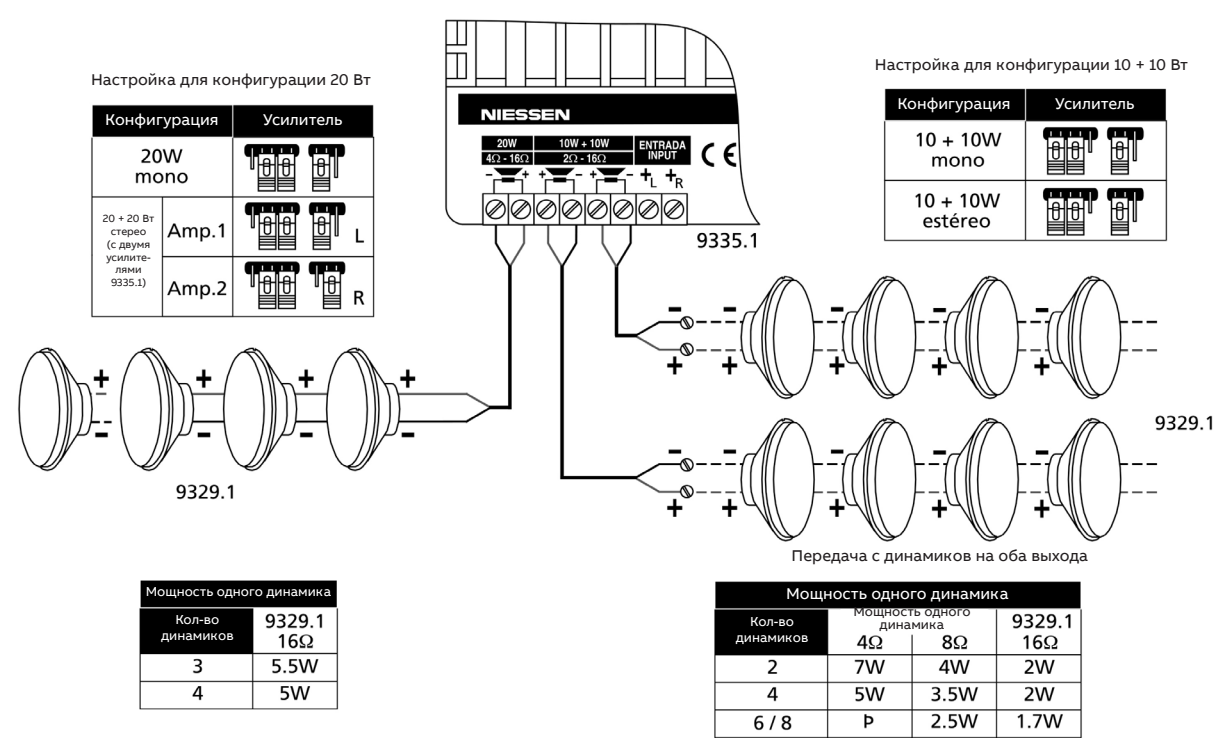 Настройка для конфигурации 20 Вт
Конфигурация Усилитель
20W
mono
20 + 20 Вт
стерео
(с двумя
усилите-
лями
9335.1)
Amp.1 L
Amp.2 R
NIESSEN
20W 10W + 10W ENTRADA
INPUT
4Ω - 16Ω 2Ω - 16Ω
- + + - + - + L + R
9335.1
Настройка для конфигурации 10 + 10 Вт
Конфигурация Усилитель
10 + 10W
mono
10 + 10W
estéreo
+ + + +
- - - -
9329.1
- - - - -
+ + + + +
9329.1
- - - - -
+ + + + +
Передача с динамиков на оба выхода
Мощность одного динамика
Кол-во
динамиков
9329.1
16Ω
3 5.5W
4 5W
Мощность одного динамика
Кол-во
динамиков
Мощность одного
динамика
4Ω 8Ω
9329.1
16Ω
2 7W 4W 2W
4 5W 3.5W 2W
6 / 8 Þ 2.5W 1.7W